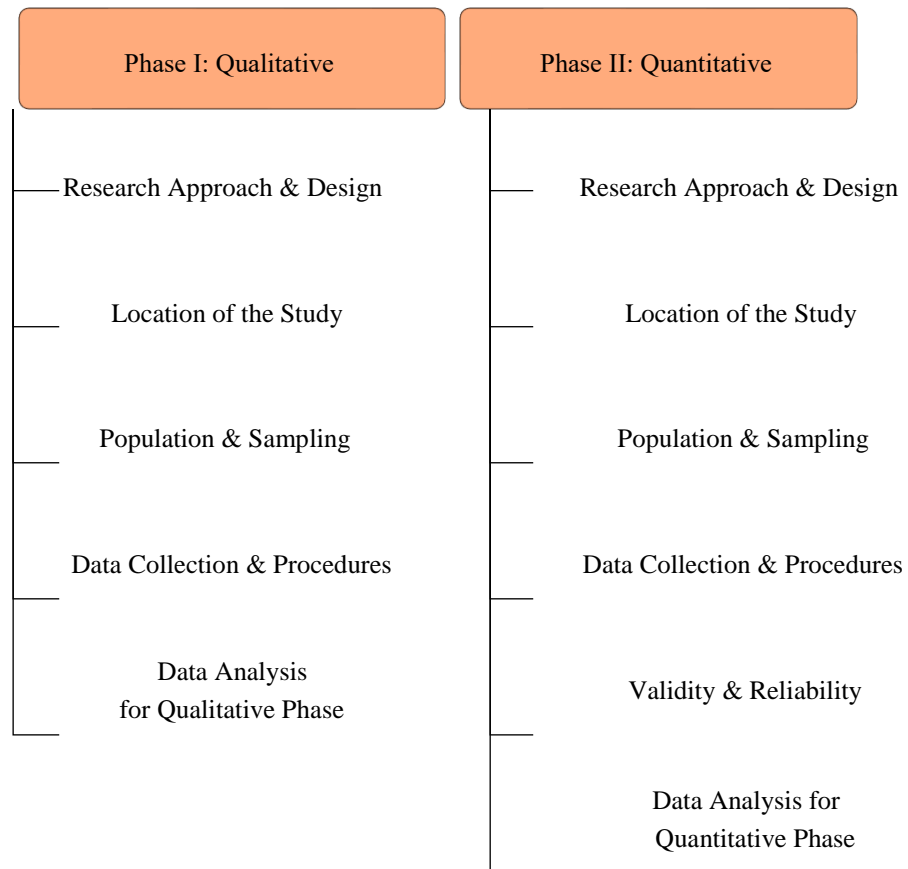 Phase I: Qualitative
Research Approach & Design
Location of the Study
Population & Sampling
Data Collection & Procedures
Data Analysis
for Qualitative Phase
Phase II: Quantitative
Research Approach & Design
Location of the Study
Population & Sampling
Data Collection & Procedures
Validity & Reliability
Data Analysis for
Quantitative Phase